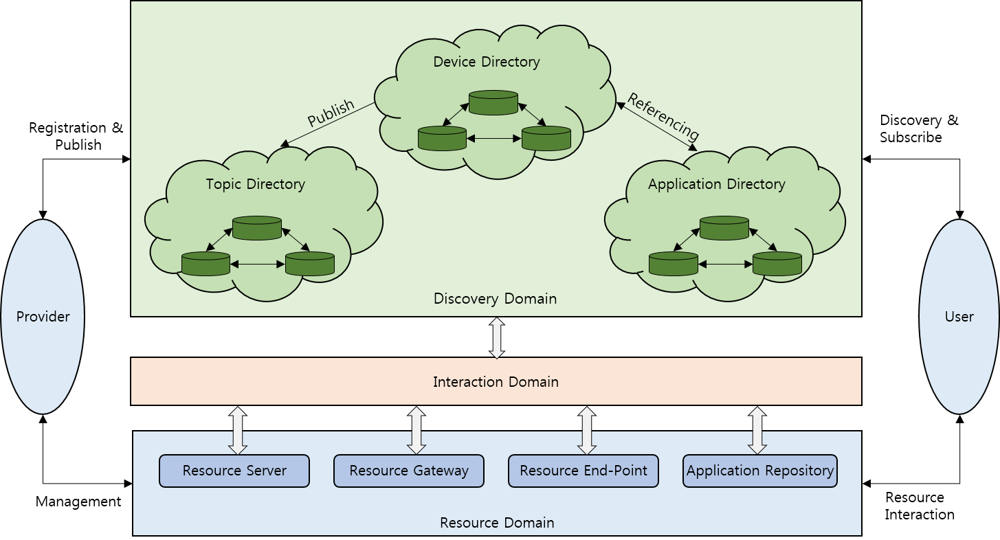 Device Directory
Publish
Referencing
Registration &
Publish
Discovery &
Subscribe
Topic Directory
Application Directory
Discovery Domain
Provider
User
Interaction Domain
Resource Server
Resource Gateway
Resource End-Point
Application Repository
Management
Resource
Interaction
Resource Domain